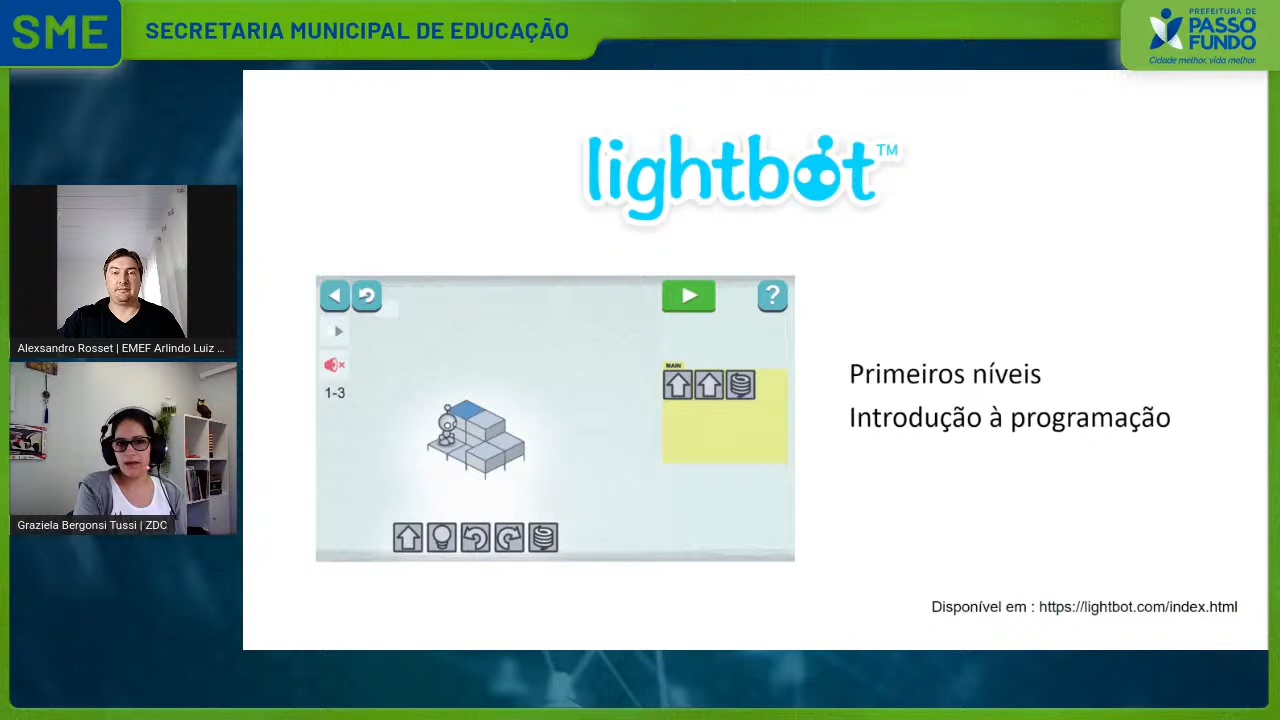 SME
SECRETARIA MUNICIPAL DE EDUCAÇÃO
PREFEITURA DE
PASSO
FUNDO
Cidade melhor, vida melhor.
lightbot™
?
1-3
MAIN
Primeiros níveis
Introdução à programação
Disponível em : https://lightbot.com/index.html
Alexsandro Rosset | EMEF Arlindo Luiz ...
Graziela Bergonsi Tussi | ZDC